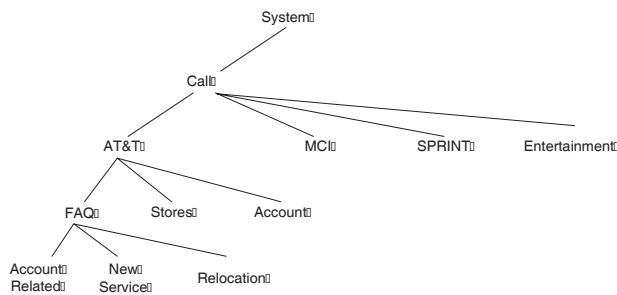 System
Call
AT&T
MCI
SPRINT
Entertainment
FAQ
Stores
Account
Account
Related
New
Service
Relocation